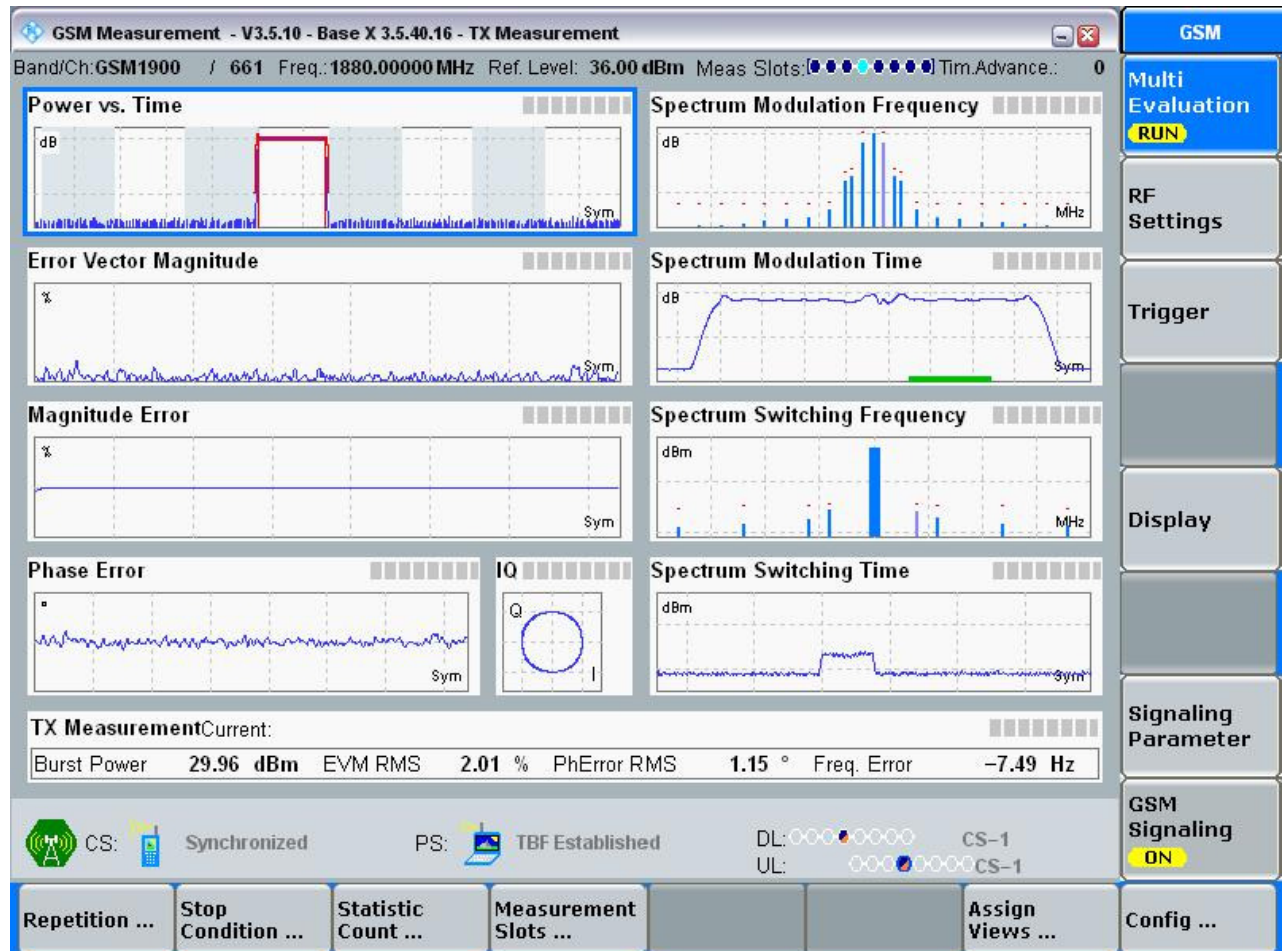 GSM Measurement - V3.5.10 - Base X 3.5.40.16 - TX Measurement
GSM
Band/Ch:GSM1900 / 661 Freq.:1880.00000 MHz Ref. Level: 36.00 dBm Meas Slots: Tim.Advance.: 0
Multi
Evaluation
RUN
Power vs. Time
dB
Sym
Spectrum Modulation Frequency
dB
MHz
RF
Settings
Error Vector Magnitude
%
Sym
Spectrum Modulation Time
dB
Sym
Trigger
Magnitude Error
%
Sym
Spectrum Switching Frequency
dBm
MHz
Display
Phase Error
°
Sym
IQ
Q
I
Spectrum Switching Time
dBm
Sym
Signaling
Parameter
TX Measurement Current:
Burst Power 29.96 dBm EVM RMS 2.01 % PhError RMS 1.15 ° Freq. Error -7.49 Hz
CS: Synchronized PS: TBF Established DL: CS-1
UL: CS-1
GSM
Signaling
ON
Repetition ...
Stop
Condition ...
Statistic
Count ...
Measurement
Slots ...
Assign
Views ...
Config ...